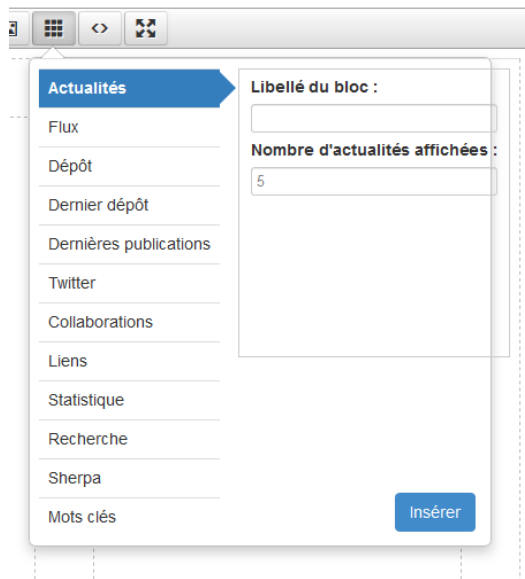 Actualités
Flux
Dépôt
Dernier dépôt
Dernières publications
Twitter
Collaborations
Liens
Statistique
Recherche
Sherpa
Mots clés
Libellé du bloc :
Nombre d'actualités affichées :
5
Insérer